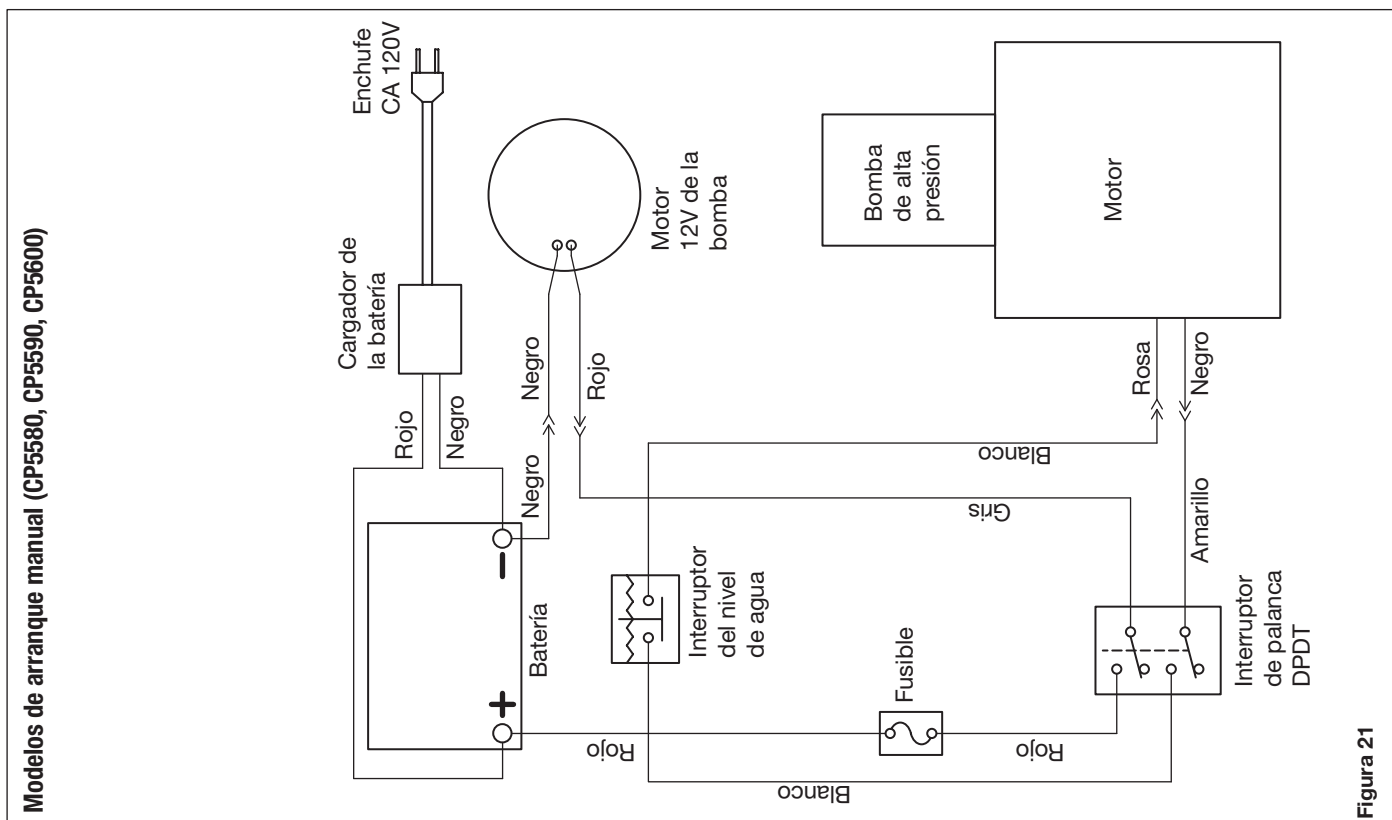 Modelos de arranque manual (CP5580, CP5590, CP5600)
Enchufe
CA 120V
Cargador de
la batería
Rojo
Negro
Motor
12V de la
bomba
Negro
Rojo
Negro
Batería
+
−
Bomba
de alta
presión
Motor
Rosa
Negro
Blanco
Gris
Amarillo
Interruptor
del nivel
de agua
Fusible
Rojo
Rojo
Blanco
Interruptor
de palanca
DPDT
Figura 21